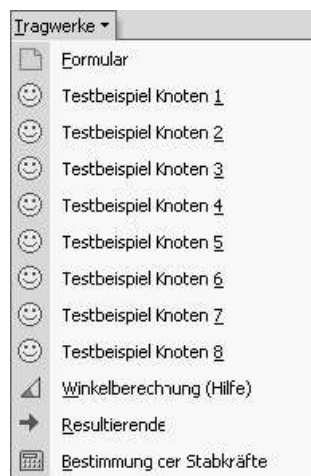 Tragwerke
Formular
Testbeispiel Knoten 1
Testbeispiel Knoten 2
Testbeispiel Knoten 3
Testbeispiel Knoten 4
Testbeispiel Knoten 5
Testbeispiel Knoten 6
Testbeispiel Knoten 7
Testbeispiel Knoten 8
Winkelberechnung (Hilfe)
Resultierende
Bestimmung cer Stabkräfte